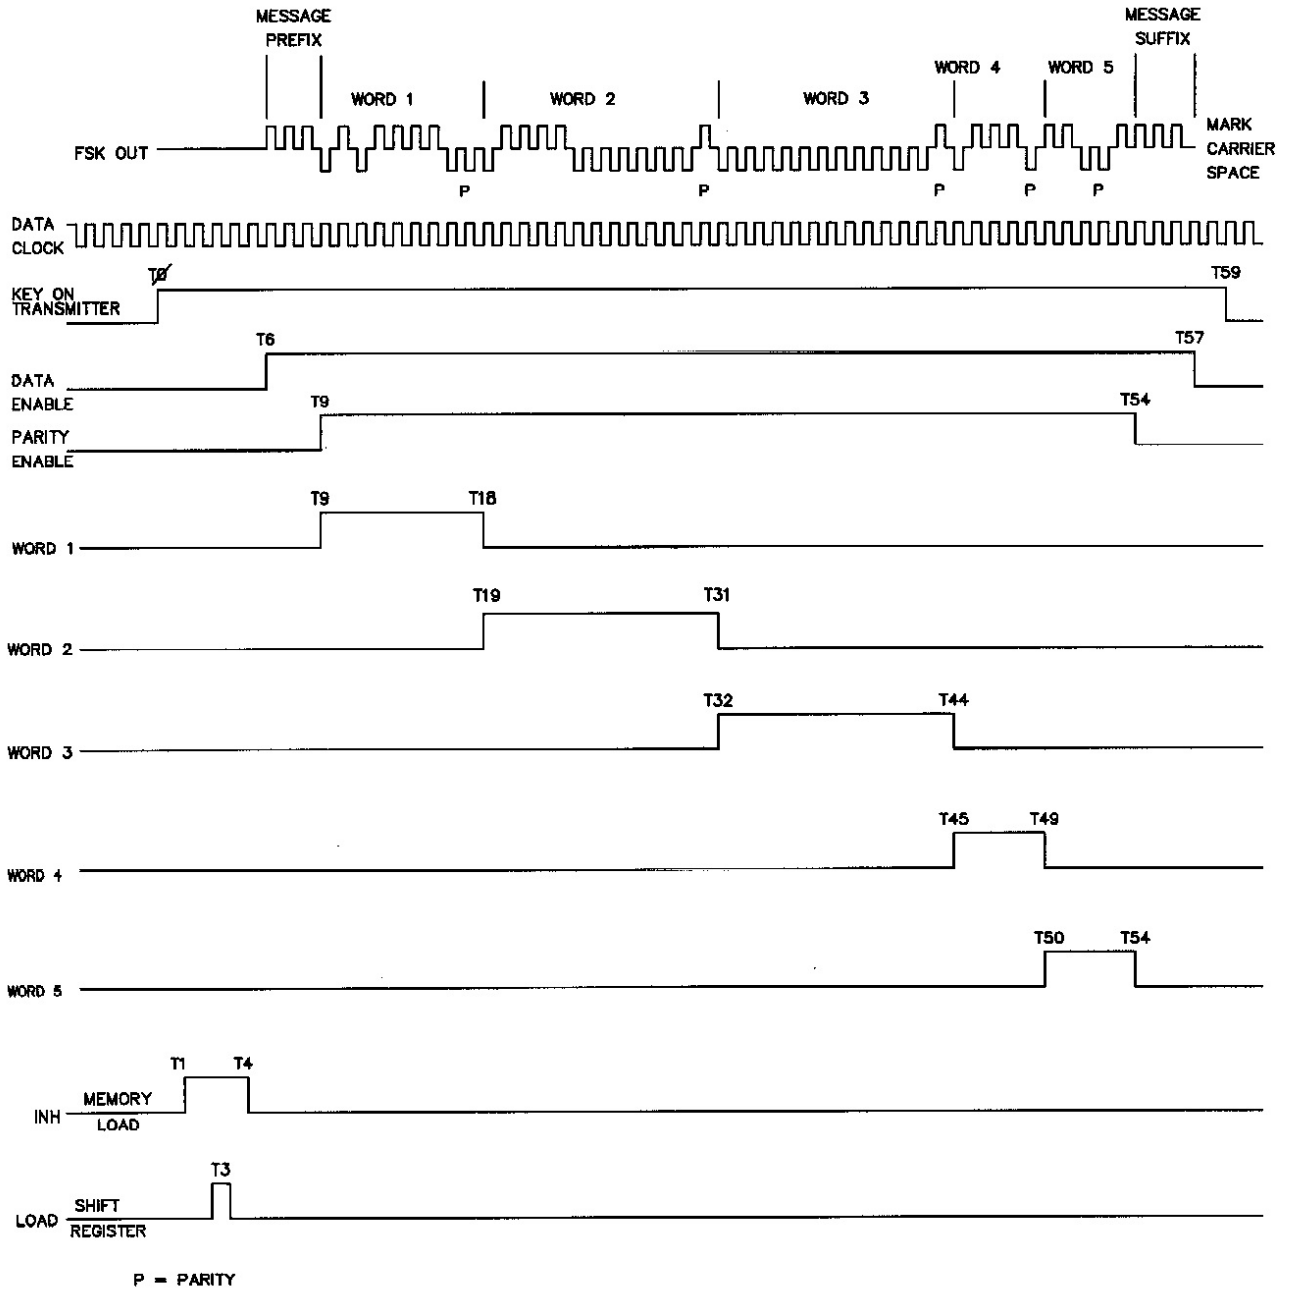 MESSAGE
PREFIX
MESSAGE
SUFFIX
WORD 1
WORD 2
WORD 3
WORD 4
WORD 5
FSK OUT
MARK
CARRIER
SPACE
P
P
P
P
P
DATA
CLOCK
T0
T59
KEY ON
TRANSMITTER
T6
T57
DATA
ENABLE
T9
T54
PARITY
ENABLE
T9
T18
WORD 1
T19
T31
WORD 2
T32
T44
WORD 3
T45
T49
WORD 4
T50
T54
WORD 5
T1
T4
INH
MEMORY
LOAD
T3
LOAD
SHIFT
REGISTER
P = PARITY